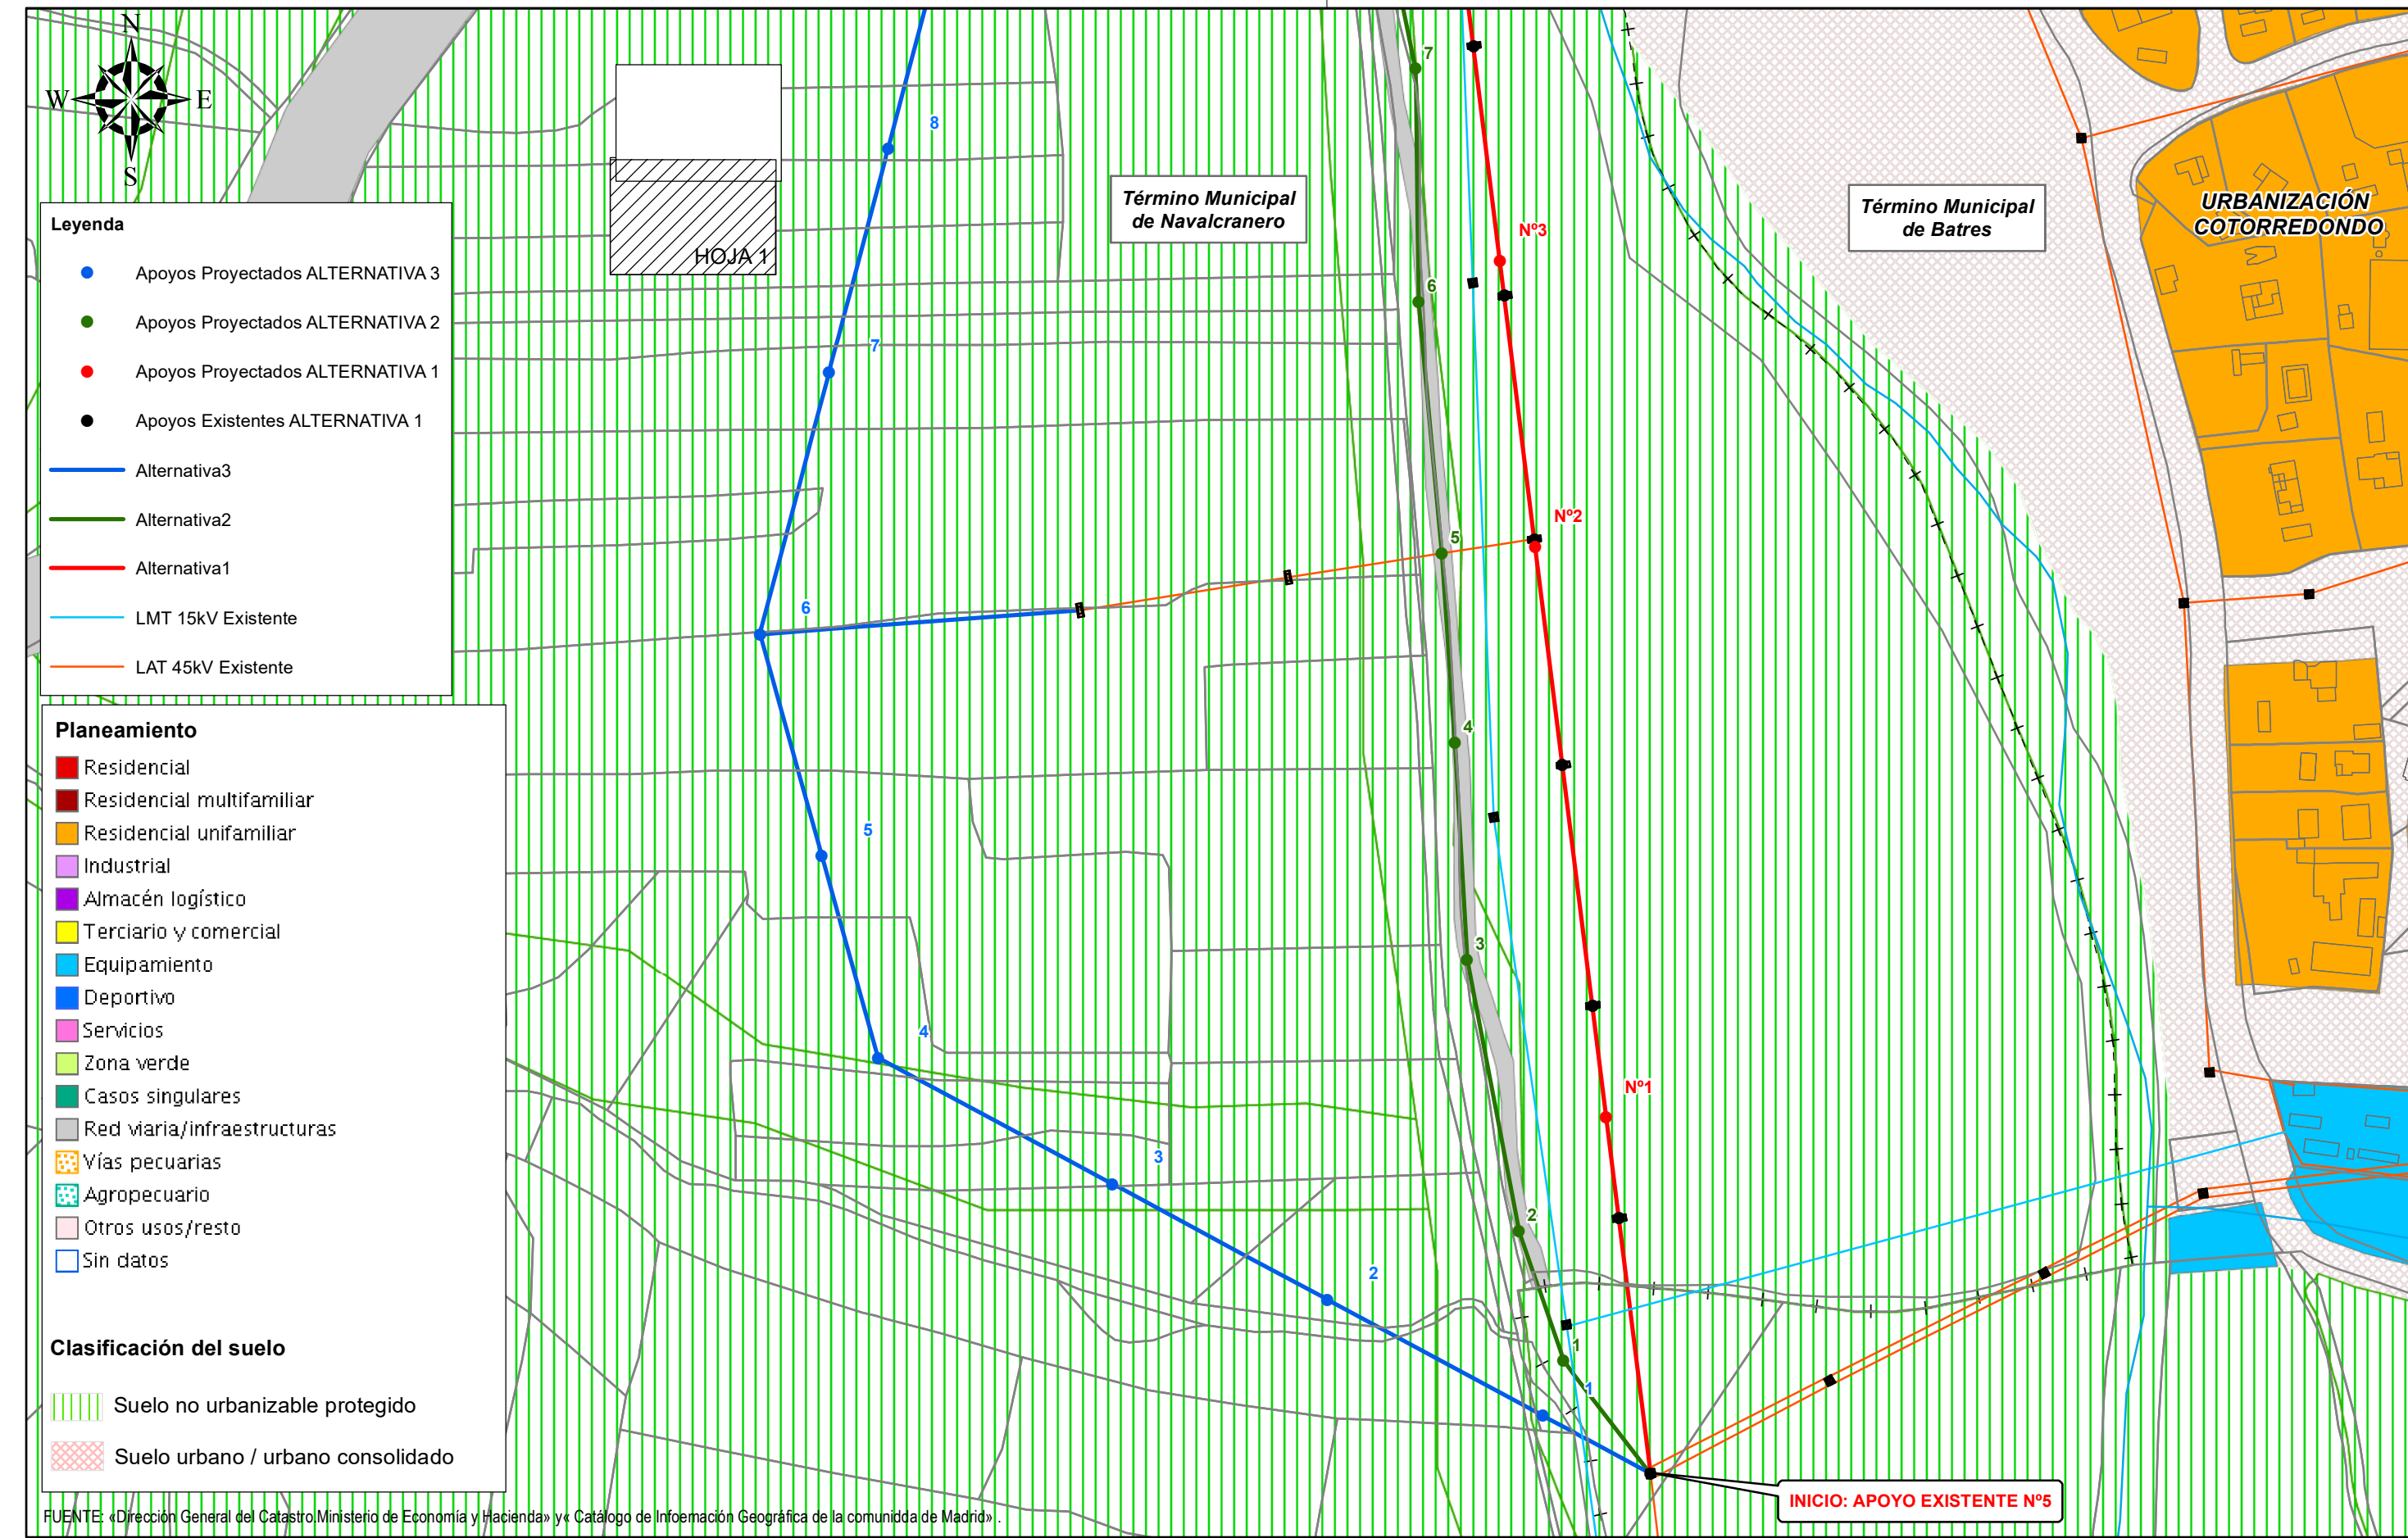 N
W
E
S
HOJA 1
Término Municipal
de Navalcranero
Término Municipal
de Batres
URBANIZACIÓN
COTORREDONDO
Leyenda
Apoyos Proyectados ALTERNATIVA 3
Apoyos Proyectados ALTERNATIVA 2
Apoyos Proyectados ALTERNATIVA 1
Apoyos Existentes ALTERNATIVA 1
Alternativa3
Alternativa2
Alternativa1
LMT 15kV Existente
LAT 45kV Existente
Planeamiento
Residencial
Residencial multifamiliar
Residencial unifamiliar
Industrial
Almacén logístico
Terciario y comercial
Equipamiento
Deportivo
Servicios
Zona verde
Casos singulares
Red viaria/infraestructuras
Vías pecuarias
Agropecuario
Otros usos/resto
Sin datos
Clasificación del suelo
Suelo no urbanizable protegido
Suelo urbano / urbano consolidado
8
7
6
5
4
3
2
1
7
6
5
4
3
2
1
Nº3
Nº2
Nº1
INICIO: APOYO EXISTENTE Nº5
FUENTE: «Dirección General del Catastro,Ministerio de Economía y Hacienda» y« Catálogo de Infoemación Geográfica de la comunidda de Madrid» .